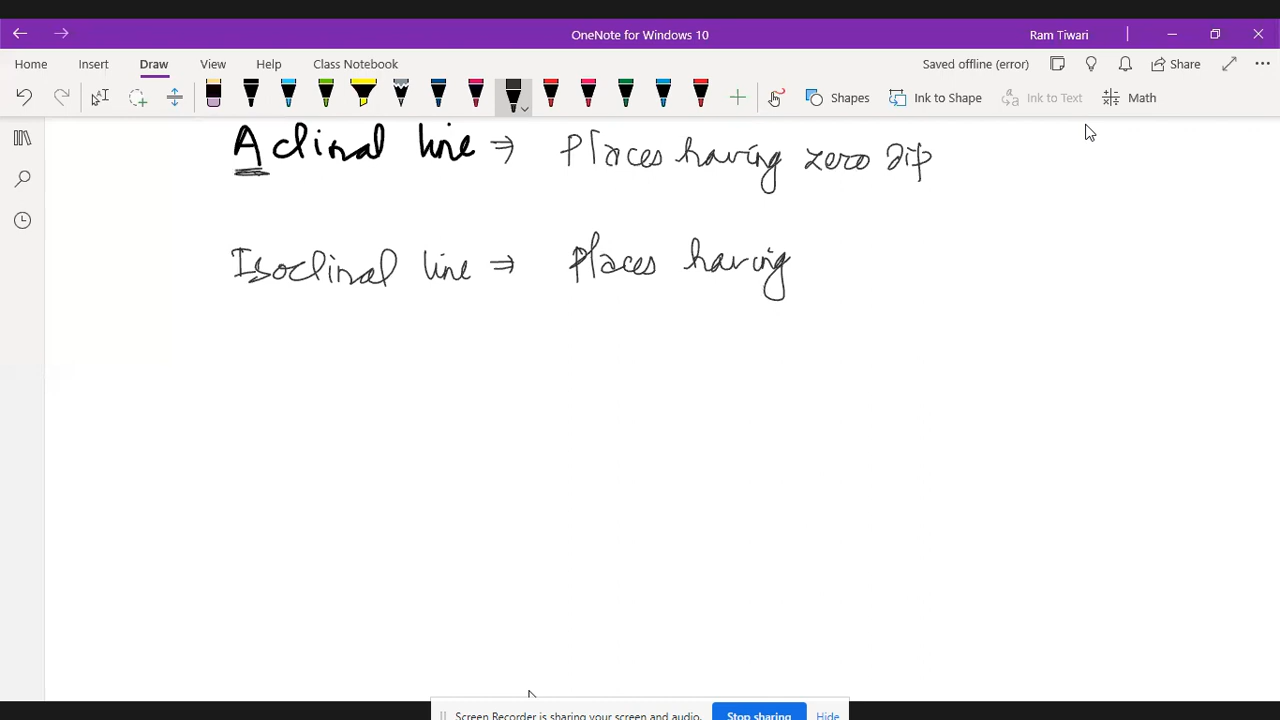 OneNote for Windows 10
Ram Tiwari
Home Insert Draw View Help Class Notebook
Saved offline (error) Share
Shapes Ink to Shape Ink to Text Math
Aclinal line ⇒ Places having zero dip
Isoclinal line ⇒ Places having
Screen Recorder is sharing your screen and audio. Stop sharing Hide